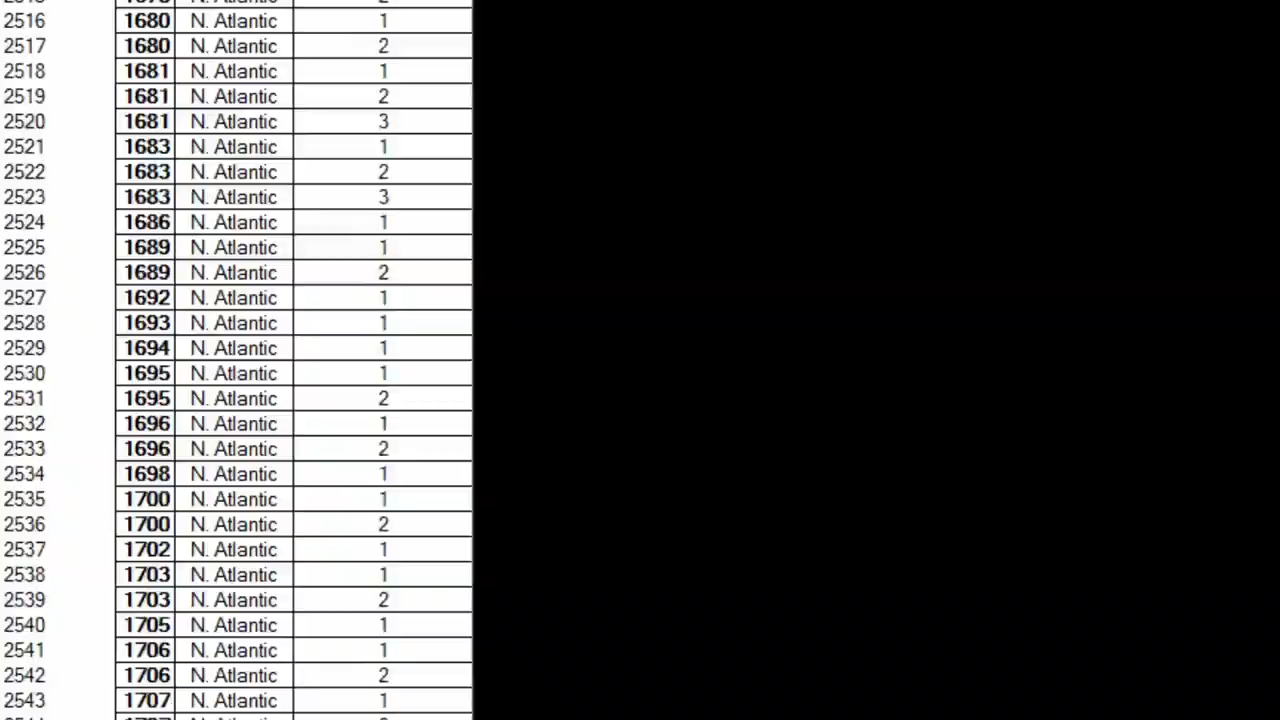 2516 1680 N. Atlantic 1
2517 1680 N. Atlantic 2
2518 1681 N. Atlantic 1
2519 1681 N. Atlantic 2
2520 1681 N. Atlantic 3
2521 1683 N. Atlantic 1
2522 1683 N. Atlantic 2
2523 1683 N. Atlantic 3
2524 1686 N. Atlantic 1
2525 1689 N. Atlantic 1
2526 1689 N. Atlantic 2
2527 1692 N. Atlantic 1
2528 1693 N. Atlantic 1
2529 1694 N. Atlantic 1
2530 1695 N. Atlantic 1
2531 1695 N. Atlantic 2
2532 1696 N. Atlantic 1
2533 1696 N. Atlantic 2
2534 1698 N. Atlantic 1
2535 1700 N. Atlantic 1
2536 1700 N. Atlantic 2
2537 1702 N. Atlantic 1
2538 1703 N. Atlantic 1
2539 1703 N. Atlantic 2
2540 1705 N. Atlantic 1
2541 1706 N. Atlantic 1
2542 1706 N. Atlantic 2
2543 1707 N. Atlantic 1